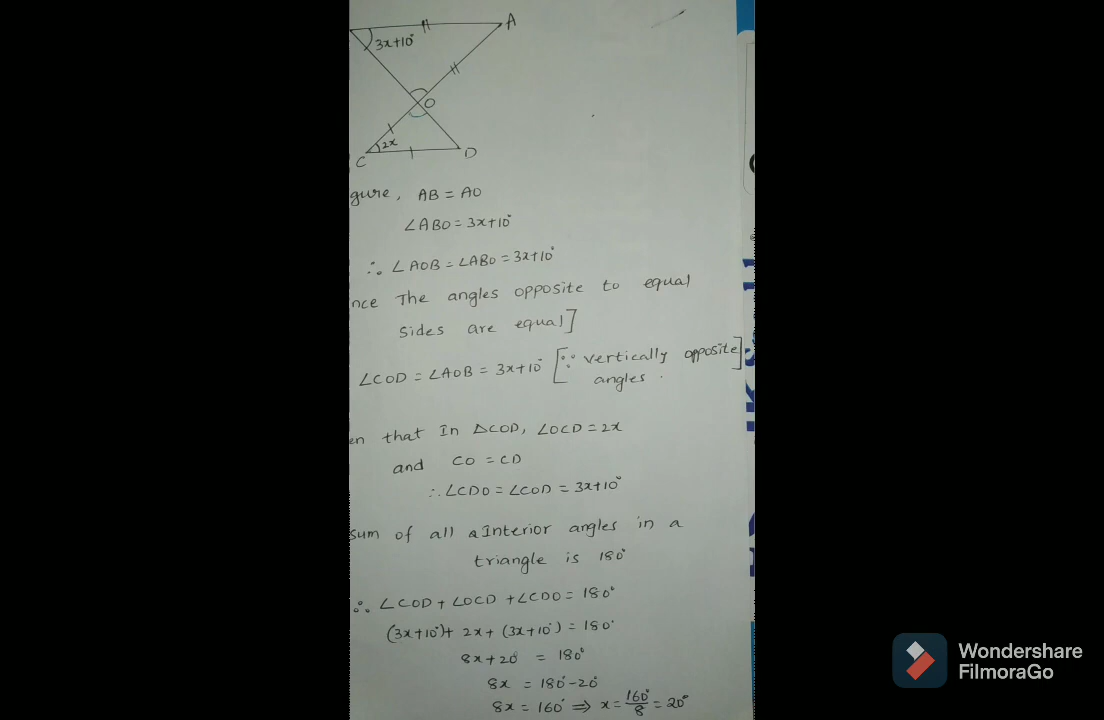 A
3x+10°
O
2x
C
D
gure, AB = AO
∠ABO = 3x+10°
∴ ∠AOB = ∠ABO = 3x+10°
nce The angles opposite to equal
sides are equal]
∠COD = ∠AOB = 3x+10° [∵ vertically opposite]
angles.
en that In △COD, ∠OCD = 2x
and CO = CD
∴ ∠CDO = ∠COD = 3x+10°
sum of all Interior angles in a
triangle is 180°
∴ ∠COD + ∠OCD + ∠CDO = 180°
(3x+10°)+ 2x + (3x+10°) = 180°
8x+20° = 180°
8x = 180°-20°
8x = 160° ⇒ x = 160°/8 = 20°
Wondershare
FilmoraGo